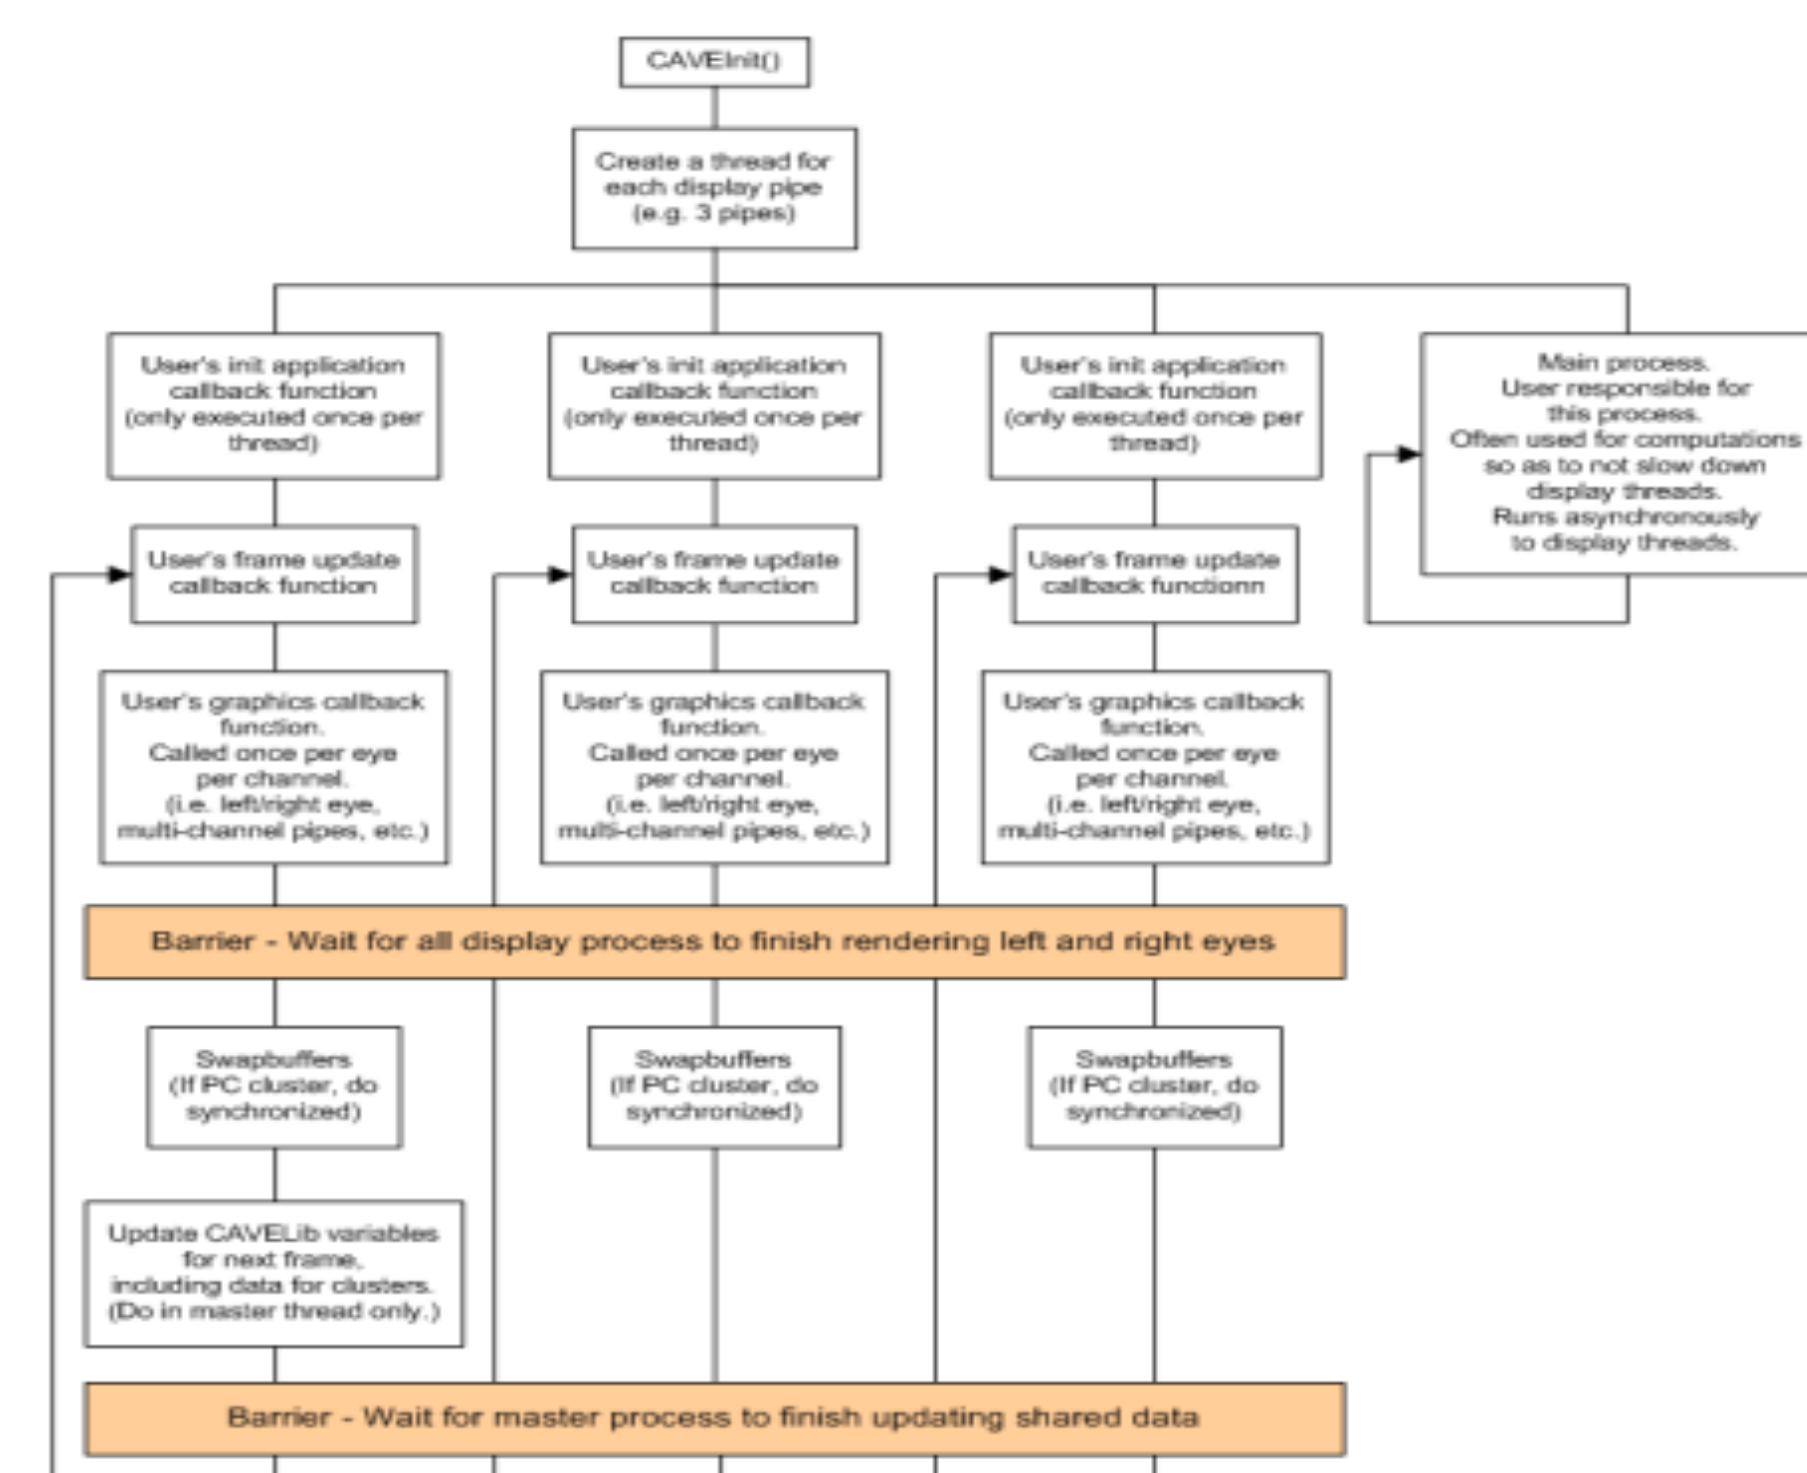 CAVEInit()
Create a thread for
each display pipe
(e.g. 3 pipes)
User's init application
callback function
(only executed once per
thread)
User's init application
callback function
(only executed once per
thread)
User's init application
callback function
(only executed once per
thread)
Main process.
User responsible for
this process.
Often used for computations
so as to not slow down
display threads.
Runs asynchronously
to display threads.
User's frame update
callback function
User's frame update
callback function
User's frame update
callback functionn
User's graphics callback
function.
Called once per eye
per channel.
(i.e. left/right eye,
multi-channel pipes, etc.)
User's graphics callback
function.
Called once per eye
per channel.
(i.e. left/right eye,
multi-channel pipes, etc.)
User's graphics callback
function.
Called once per eye
per channel.
(i.e. left/right eye,
multi-channel pipes, etc.)
Barrier - Wait for all display process to finish rendering left and right eyes
Swapbuffers
(If PC cluster, do
synchronized)
Swapbuffers
(If PC cluster, do
synchronized)
Swapbuffers
(If PC cluster, do
synchronized)
Update CAVELib variables
for next frame,
including data for clusters.
(Do in master thread only.)
Barrier - Wait for master process to finish updating shared data